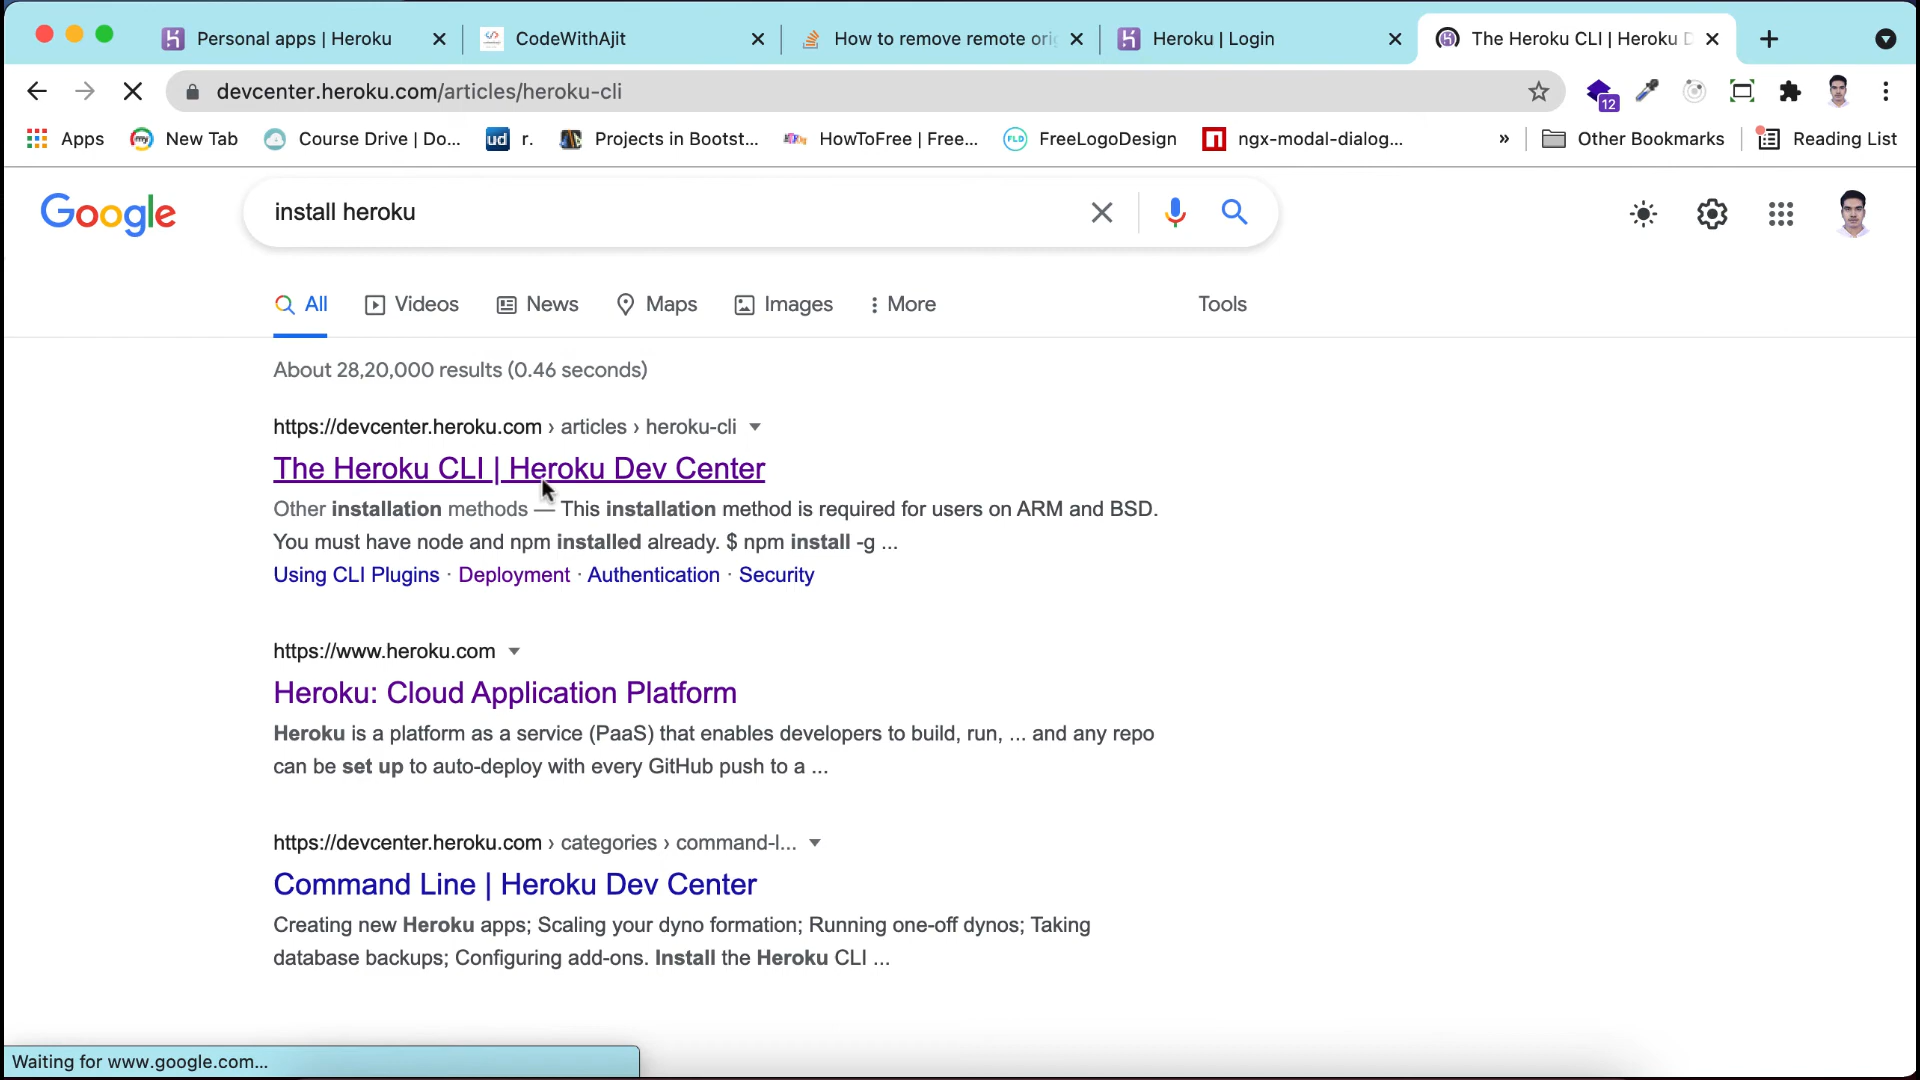 Personal apps | Heroku
CodeWithAjit
How to remove remote ori
Heroku | Login
The Heroku CLI | Heroku D
devcenter.heroku.com/articles/heroku-cli
12
Apps
New Tab
Course Drive | Do...
ud r.
Projects in Bootst...
HowToFree | Free...
FLD FreeLogoDesign
ngx-modal-dialog...
»
Other Bookmarks
Reading List
Google
install heroku
All
Videos
News
Maps
Images
More
Tools
About 28,20,000 results (0.46 seconds)
https://devcenter.heroku.com › articles › heroku-cli
The Heroku CLI | Heroku Dev Center
Other installation methods — This installation method is required for users on ARM and BSD.
You must have node and npm installed already. $ npm install -g ...
Using CLI Plugins · Deployment · Authentication · Security
https://www.heroku.com
Heroku: Cloud Application Platform
Heroku is a platform as a service (PaaS) that enables developers to build, run, ... and any repo
can be set up to auto-deploy with every GitHub push to a ...
https://devcenter.heroku.com › categories › command-l...
Command Line | Heroku Dev Center
Creating new Heroku apps; Scaling your dyno formation; Running one-off dynos; Taking
database backups; Configuring add-ons. Install the Heroku CLI ...
Waiting for www.google.com...